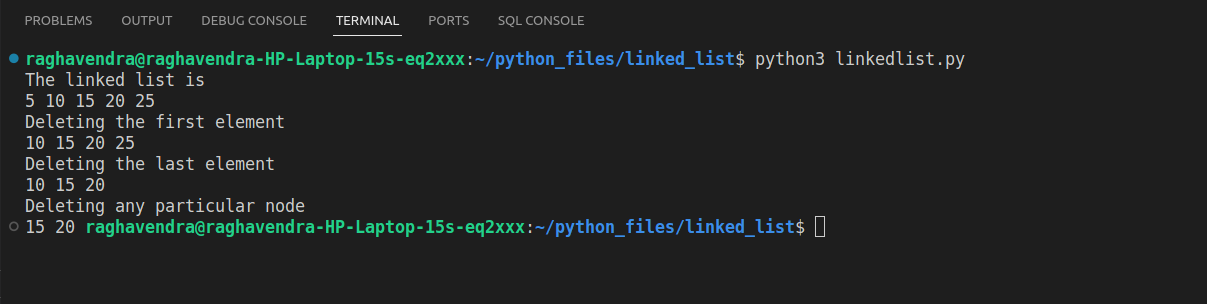 PROBLEMS OUTPUT DEBUG CONSOLE TERMINAL PORTS SQL CONSOLE
raghavendra@raghavendra-HP-Laptop-15s-eq2xxx:~/python_files/linked_list$ python3 linkedlist.py
The linked list is
5 10 15 20 25
Deleting the first element
10 15 20 25
Deleting the last element
10 15 20
Deleting any particular node
15 20 raghavendra@raghavendra-HP-Laptop-15s-eq2xxx:~/python_files/linked_list$